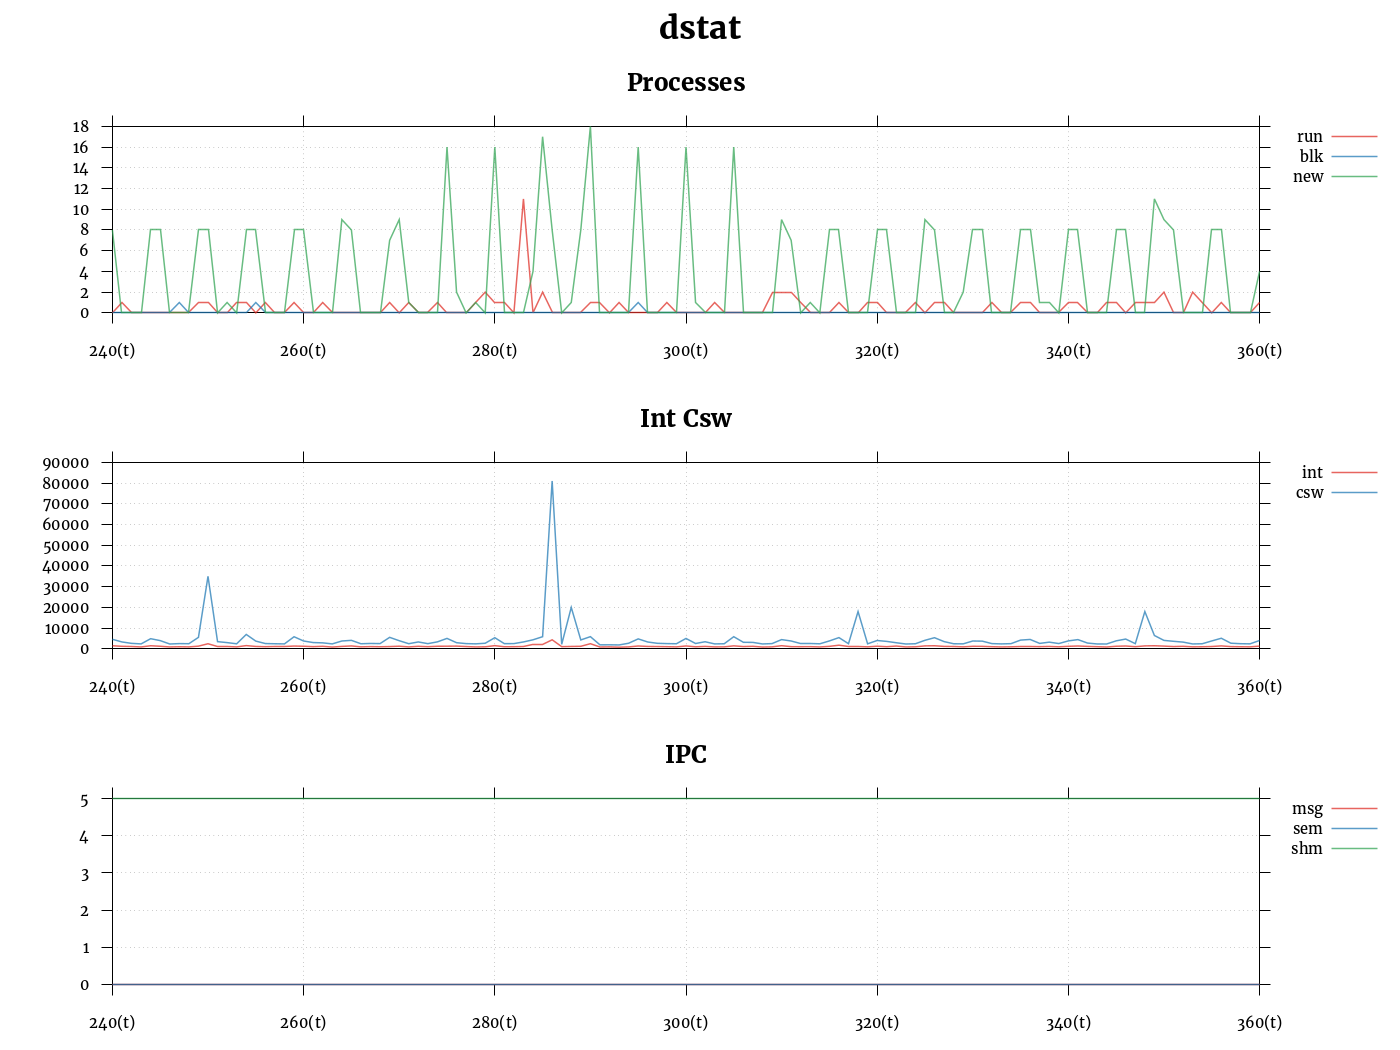 dstat
Processes
18
16
14
12
10
8
6
4
2
0
run
blk
new
240(t) 260(t) 280(t) 300(t) 320(t) 340(t) 360(t)
Int Csw
90000
80000
70000
60000
50000
40000
30000
20000
10000
0
int
csw
240(t) 260(t) 280(t) 300(t) 320(t) 340(t) 360(t)
IPC
5
4
3
2
1
0
msg
sem
shm
240(t) 260(t) 280(t) 300(t) 320(t) 340(t) 360(t)